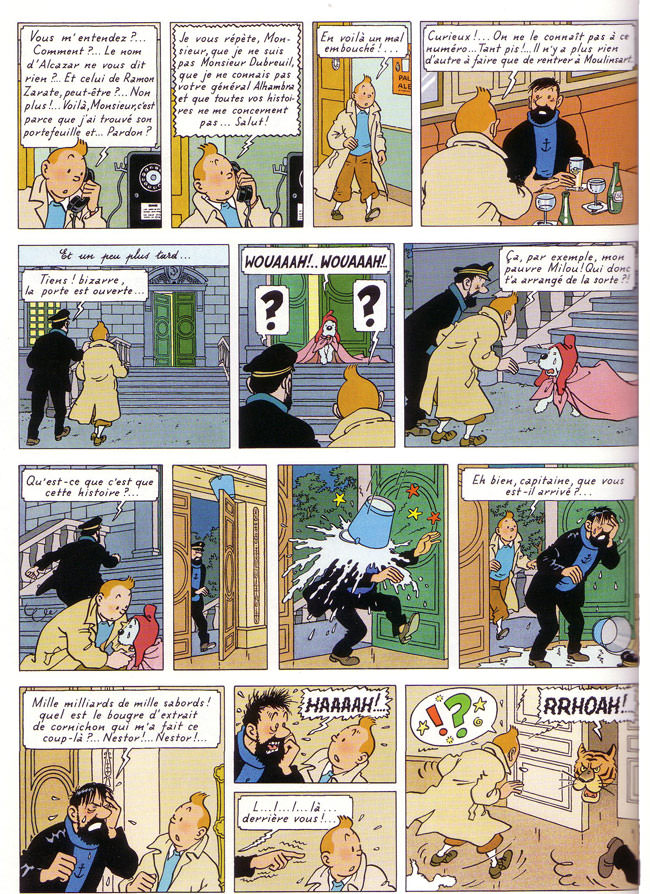 Vous m'entendez ?...
Comment ?... Le nom
d'Alcazar ne vous dit
rien ?.. Et celui de Ramon
Zarate, peut-être ?... Non
plus !... Voilà, Monsieur, c'est
parce que j'ai trouvé son
portefeuille et... Pardon ?
Je vous répète, Mon-
sieur, que je ne suis
pas Monsieur Dubreuil,
que je ne connais pas
votre général Alhambra
et que toutes vos histoi-
res ne me concernent
pas... Salut!
En voilà un mal
embouché ! ...
PAL
ALE
Curieux !... On ne le connaît pas à ce
numéro... Tant pis !... Il n'y a plus rien
d'autre à faire que de rentrer à Moulinsart.
Et un peu plus tard...
Tiens ! bizarre,
la porte est ouverte...
WOUAAAH!..WOUAAAH!.
?
?
Ça, par exemple, mon
pauvre Milou! Qui donc
t'a arrangé de la sorte ?!
Qu'est-ce que c'est que
cette histoire ?...
Eh bien, capitaine, que vous
est-il arrivé ?...
Mille milliards de mille sabords !
quel est le bougre d'extrait
de cornichon qui m'a fait ce
coup-là ?... Nestor !... Nestor !...
HAAAAH!..
L...l...l...là...
derrière vous !...
!?
RRHOAH!